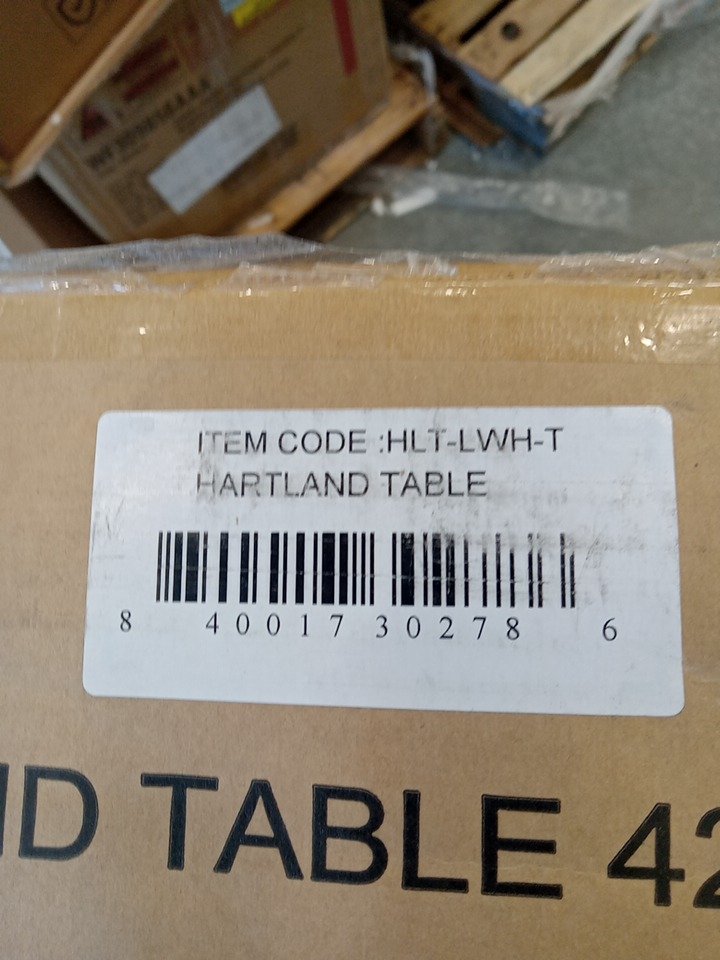 ITEM CODE :HLT-LWH-T
HARTLAND TABLE
8 40017 30278 6
D TABLE 42